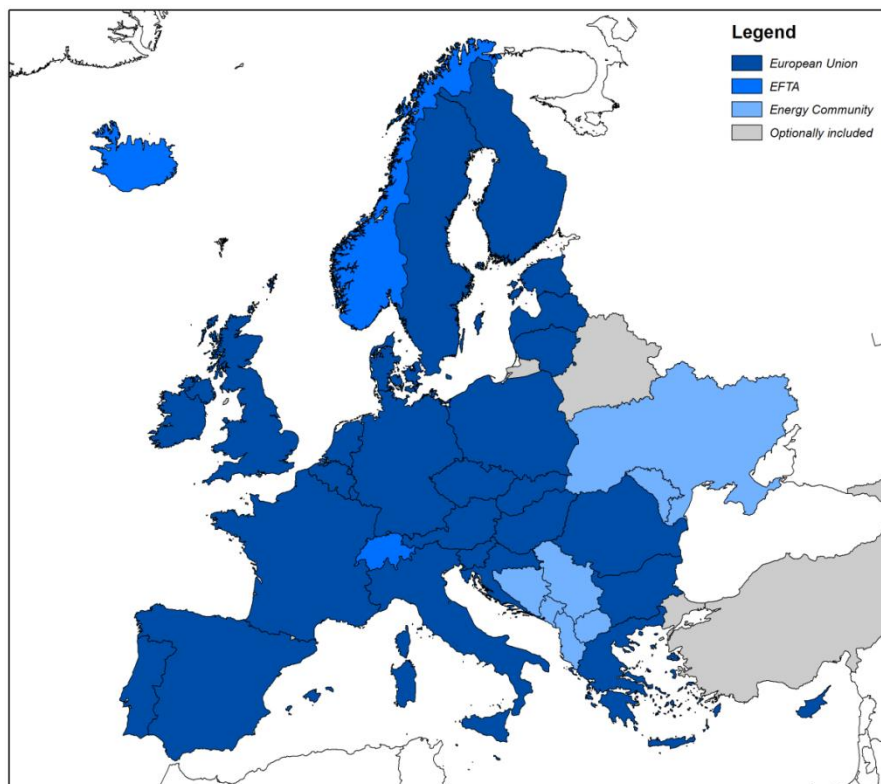 Legend
European Union
EFTA
Energy Community
Optionally included